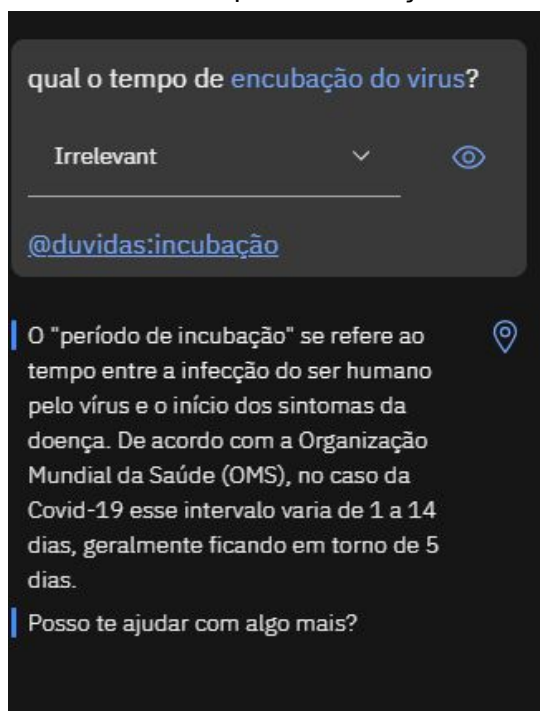 qual o tempo de encubação do virus?
Irrelevant
@duvidas:incubação
O "período de incubação" se refere ao
tempo entre a infecção do ser humano
pelo vírus e o início dos sintomas da
doença. De acordo com a Organização
Mundial da Saúde (OMS), no caso da
Covid-19 esse intervalo varia de 1 a 14
dias, geralmente ficando em torno de 5
dias.
Posso te ajudar com algo mais?